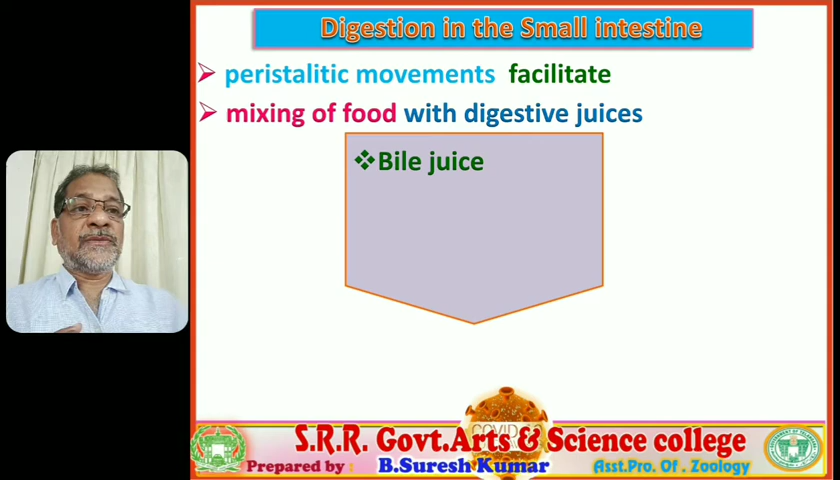 Digestion in the Small intestine
peristalitic movements facilitate
mixing of food with digestive juices
Bile juice
COVID
S.R.R. Govt.Arts & Science college
Prepared by : B.Suresh Kumar Asst.Pro. Of . Zoology